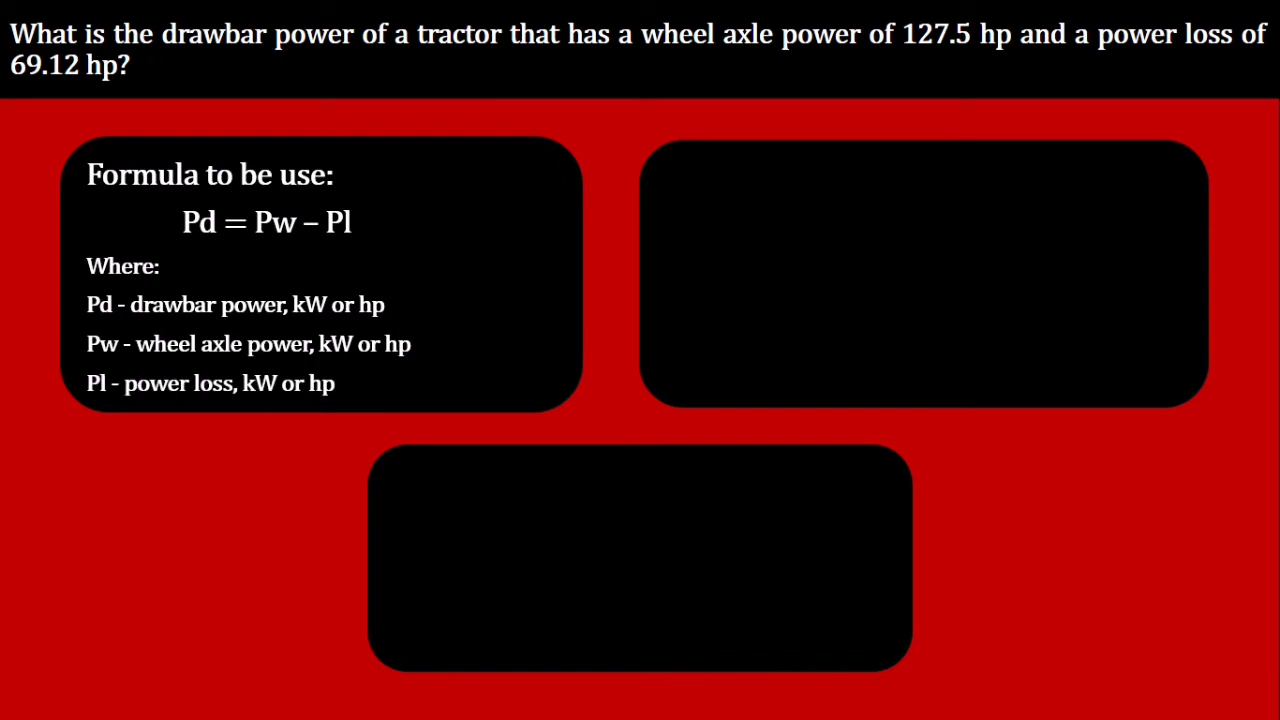 What is the drawbar power of a tractor that has a wheel axle power of 127.5 hp and a power loss of
69.12 hp?
Formula to be use:
Pd = Pw – Pl
Where:
Pd - drawbar power, kW or hp
Pw - wheel axle power, kW or hp
Pl - power loss, kW or hp